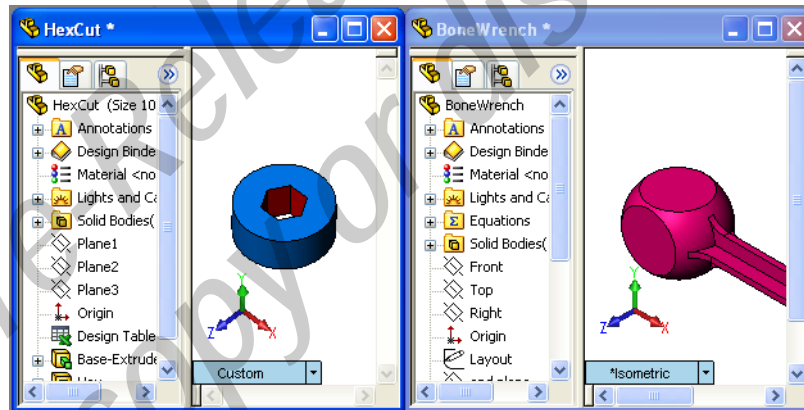 HexCut *
HexCut (Size 10
Annotations
Design Binde
Material <no
Lights and Ca
Solid Bodies(
Plane1
Plane2
Plane3
Origin
Design Table
Base-Extrude
Y
Z
X
Custom
BoneWrench *
BoneWrench
Annotations
Design Binde
Material <no
Lights and Ca
Equations
Solid Bodies(
Front
Top
Right
Origin
Layout
Y
Z
X
*Isometric